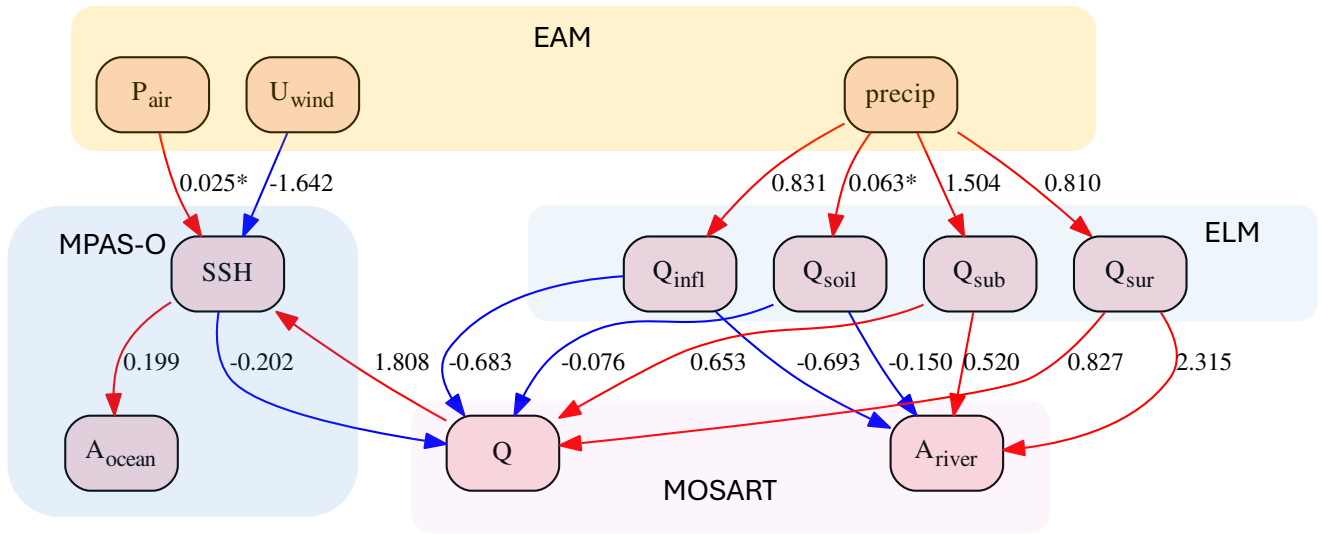 EAM
P_air
U_wind
precip
0.025*
-1.642
0.831
0.063*
1.504
0.810
MPAS-O
ELM
SSH
Q_infl
Q_soil
Q_sub
Q_sur
0.199
-0.202
1.808
-0.683
-0.076
0.653
-0.693
-0.150
0.520
0.827
2.315
A_ocean
Q
A_river
MOSART